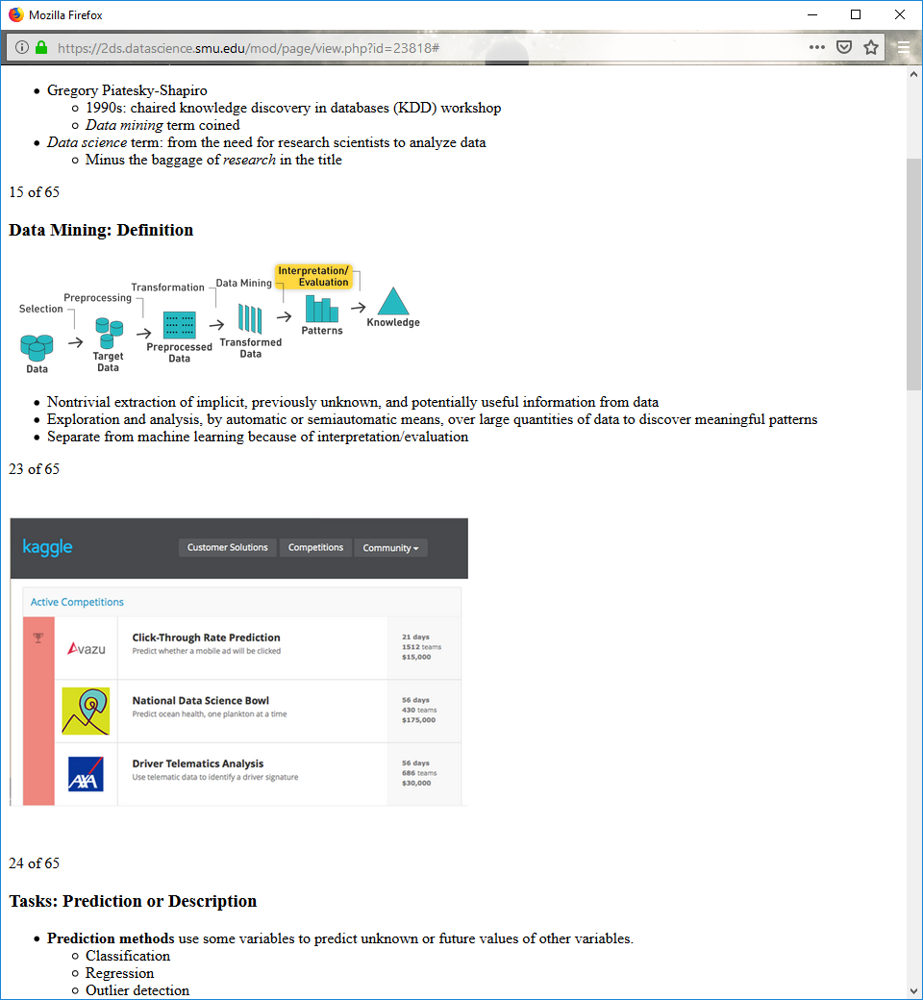 Mozilla Firefox
https://2ds.datascience.smu.edu/mod/page/view.php?id=23818#
Gregory Piatesky-Shapiro
1990s: chaired knowledge discovery in databases (KDD) workshop
Data mining term coined
Data science term: from the need for research scientists to analyze data
Minus the baggage of research in the title
15 of 65
Data Mining: Definition
Selection
Preprocessing
Transformation
Data Mining
Interpretation/
Evaluation
Data
Target
Data
Preprocessed
Data
Transformed
Data
Patterns
Knowledge
Nontrivial extraction of implicit, previously unknown, and potentially useful information from data
Exploration and analysis, by automatic or semiautomatic means, over large quantities of data to discover meaningful patterns
Separate from machine learning because of interpretation/evaluation
23 of 65
kaggle
Customer Solutions
Competitions
Community
Active Competitions
Avazu
Click-Through Rate Prediction
Predict whether a mobile ad will be clicked
21 days
1512 teams
$15,000
National Data Science Bowl
Predict ocean health, one plankton at a time
56 days
430 teams
$175,000
AXA
Driver Telematics Analysis
Use telematic data to identify a driver signature
56 days
686 teams
$30,000
24 of 65
Tasks: Prediction or Description
Prediction methods use some variables to predict unknown or future values of other variables.
Classification
Regression
Outlier detection